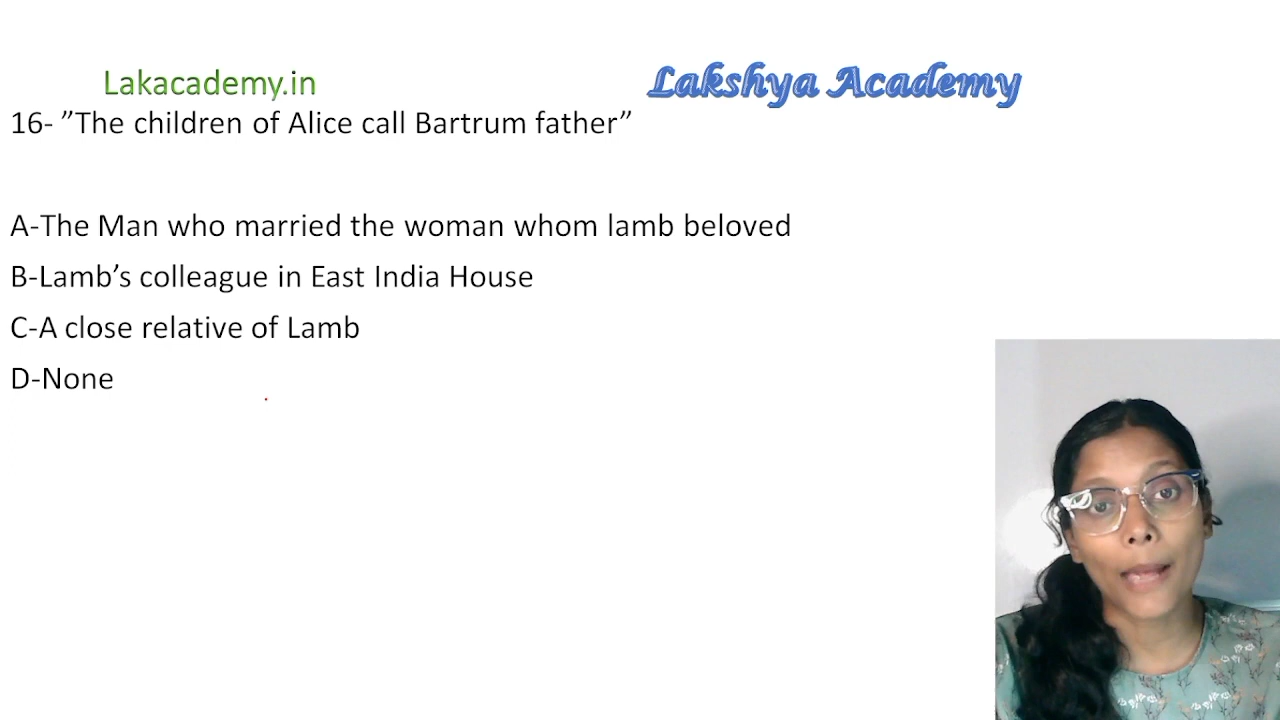 Lakacademy.in
Lakshya Academy
16- ”The children of Alice call Bartrum father”
A-The Man who married the woman whom lamb beloved
B-Lamb’s colleague in East India House
C-A close relative of Lamb
D-None